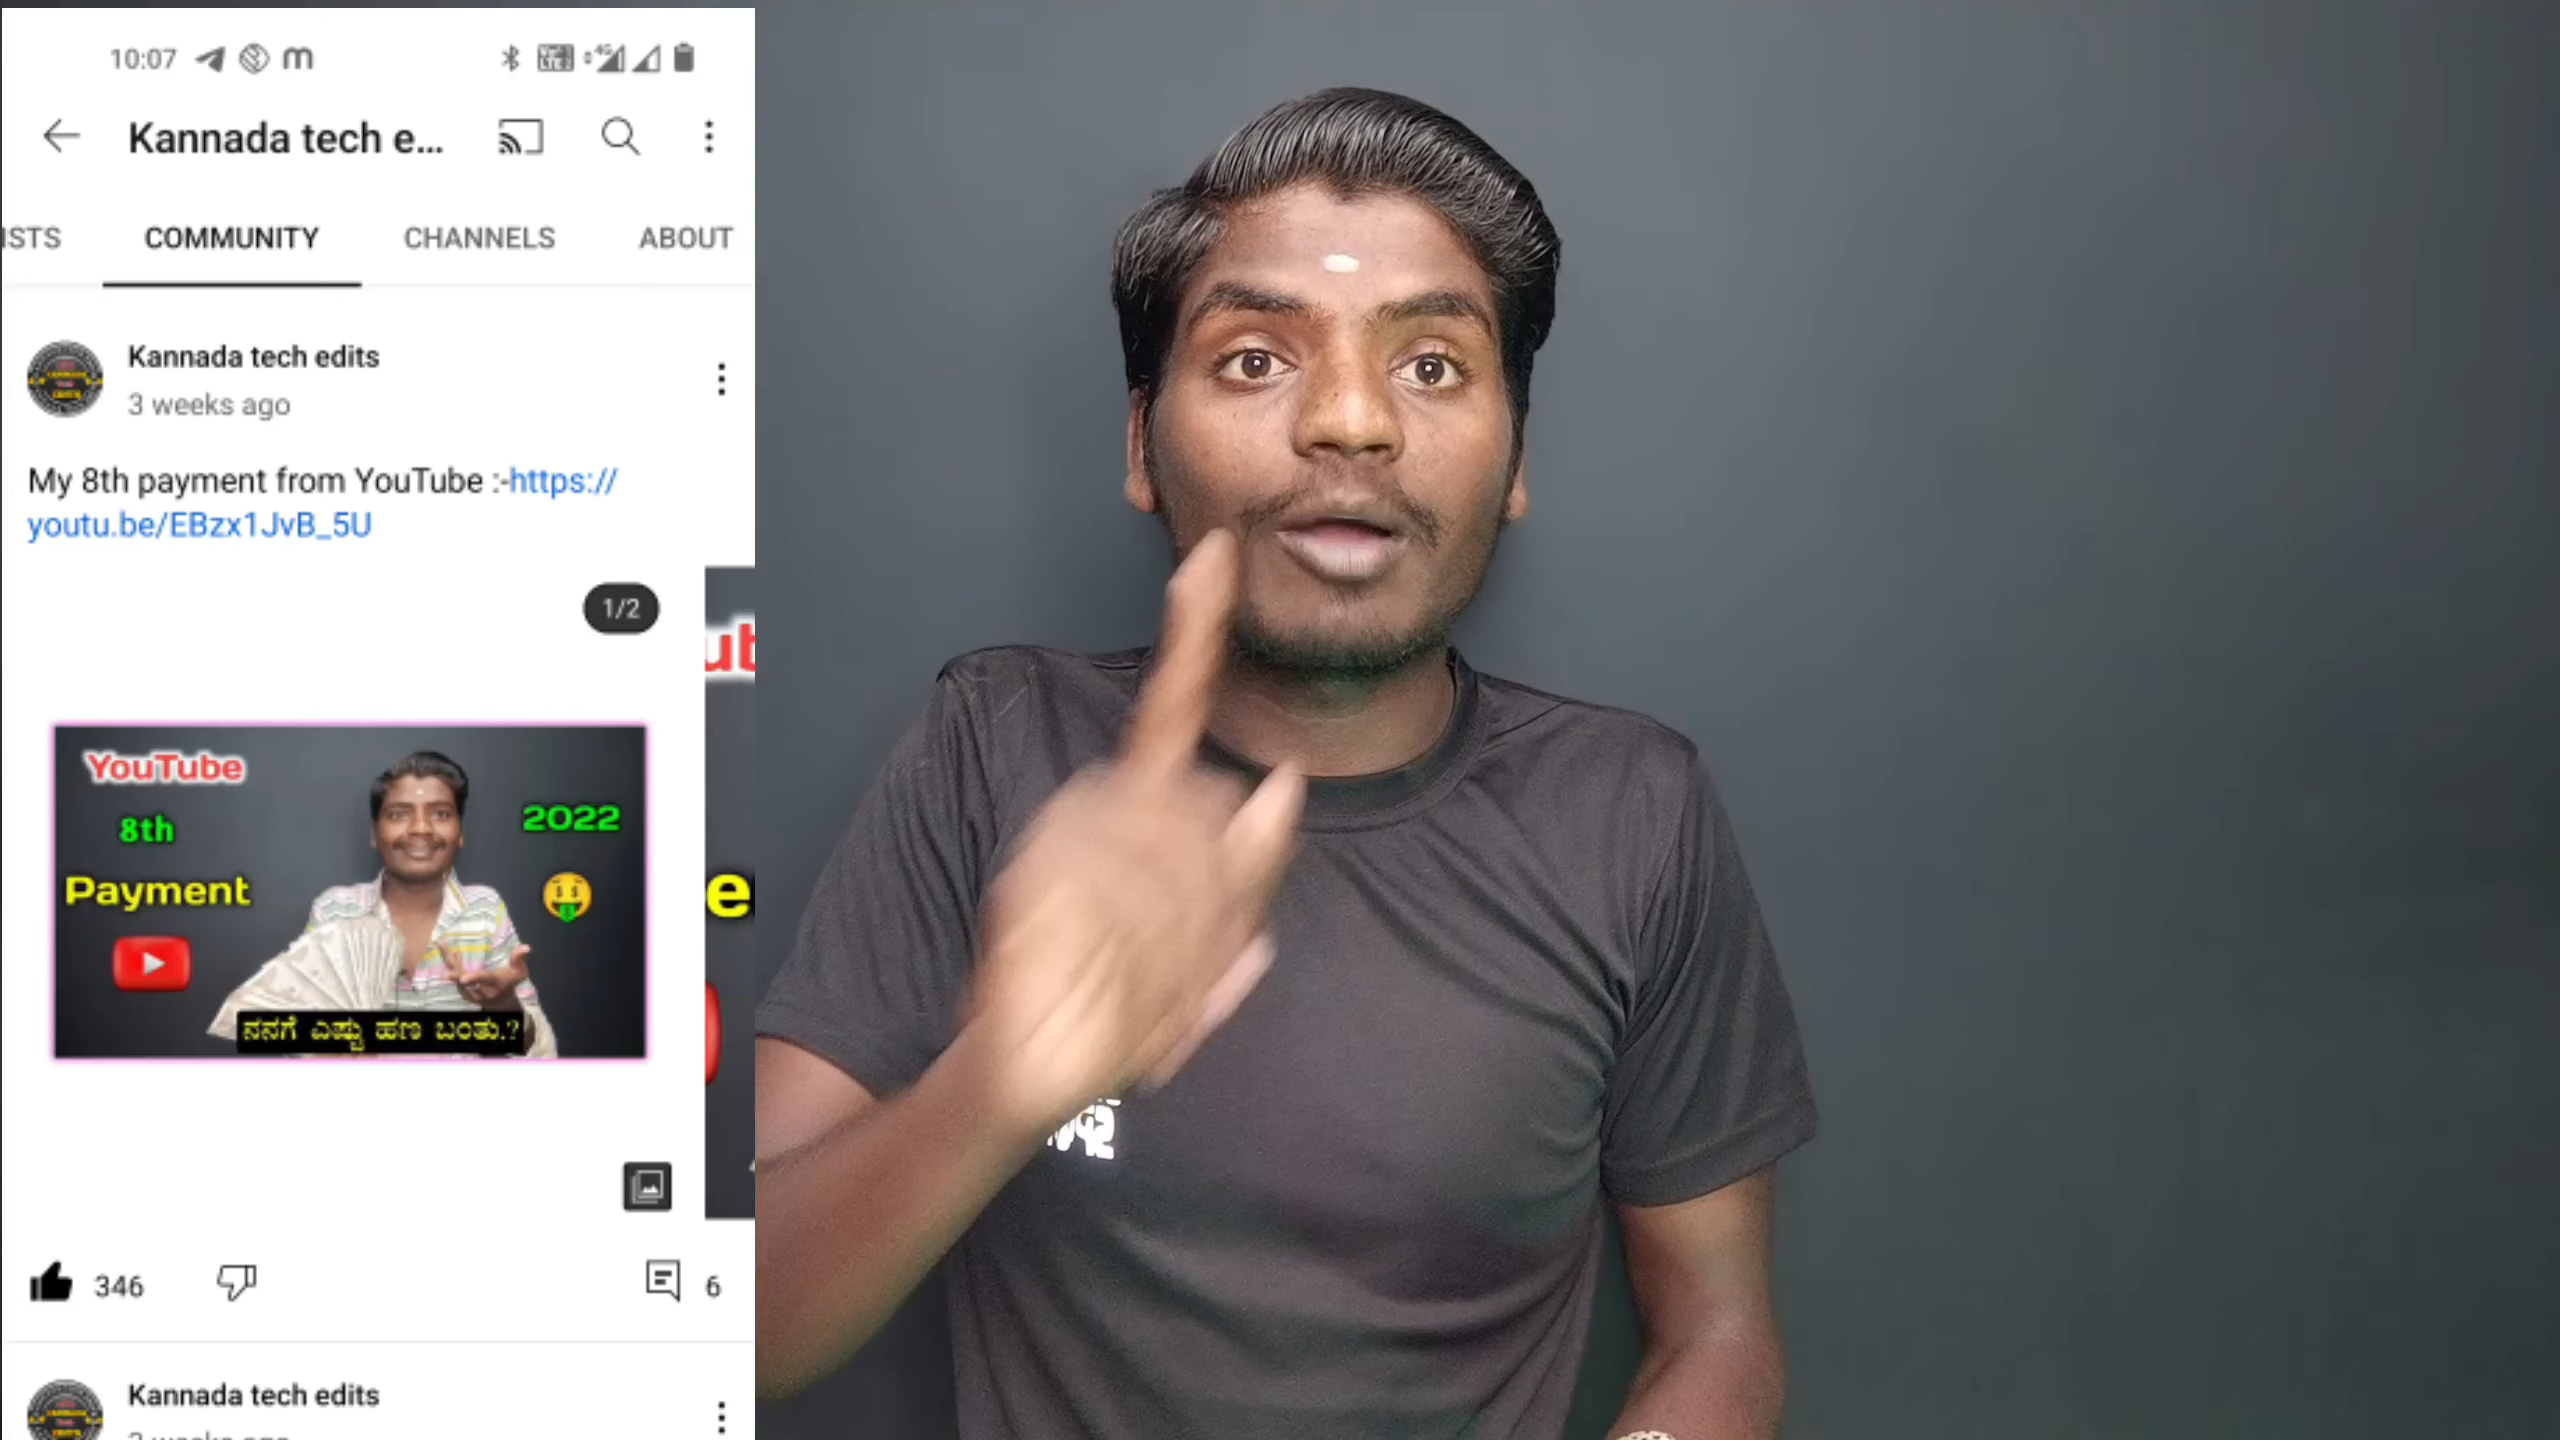 10:07
Kannada tech e...
COMMUNITY CHANNELS ABOUT
Kannada tech edits
3 weeks ago
My 8th payment from YouTube :-https://
youtu.be/EBzx1JvB_5U
1/2
YouTube
8th
Payment
2022
ನನಗೆ ಎಷ್ಟು ಹಣ ಬಂತು.?
346
6
Kannada tech edits